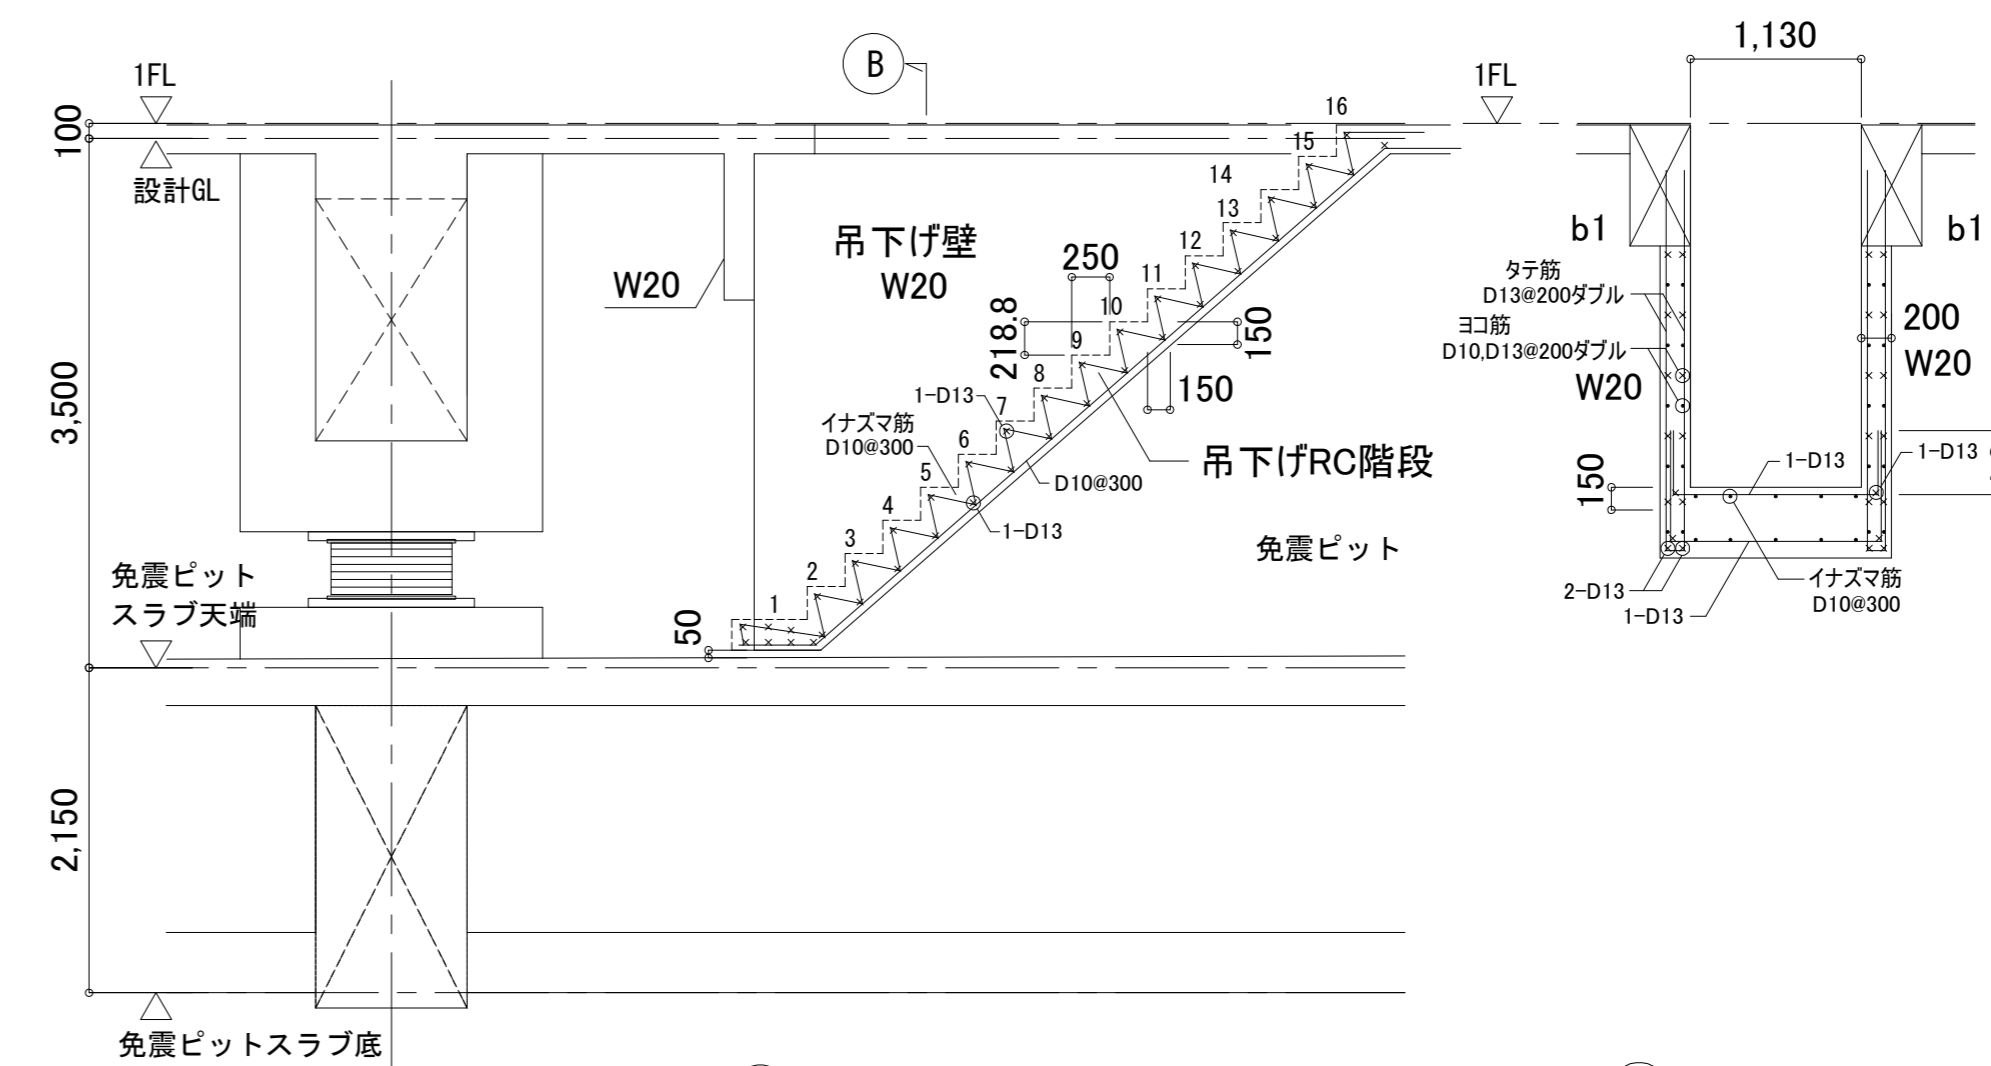 1FL
100
設計GL
3,500
免震ピット
スラブ天端
2,150
免震ピットスラブ底
B
W20
吊下げ壁
W20
250
218.8
150
150
1-D13
イナズマ筋
D10@300
D10@300
1-D13
吊下げRC階段
免震ピット
50
1
2
3
4
5
6
7
8
9
10
11
12
13
14
15
16
1FL
1,130
b1
b1
タテ筋
D13@200ダブル
ヨコ筋
D10,D13@200ダブル
W20
200
W20
150
1-D13
1-D13
2-D13
1-D13
イナズマ筋
D10@300